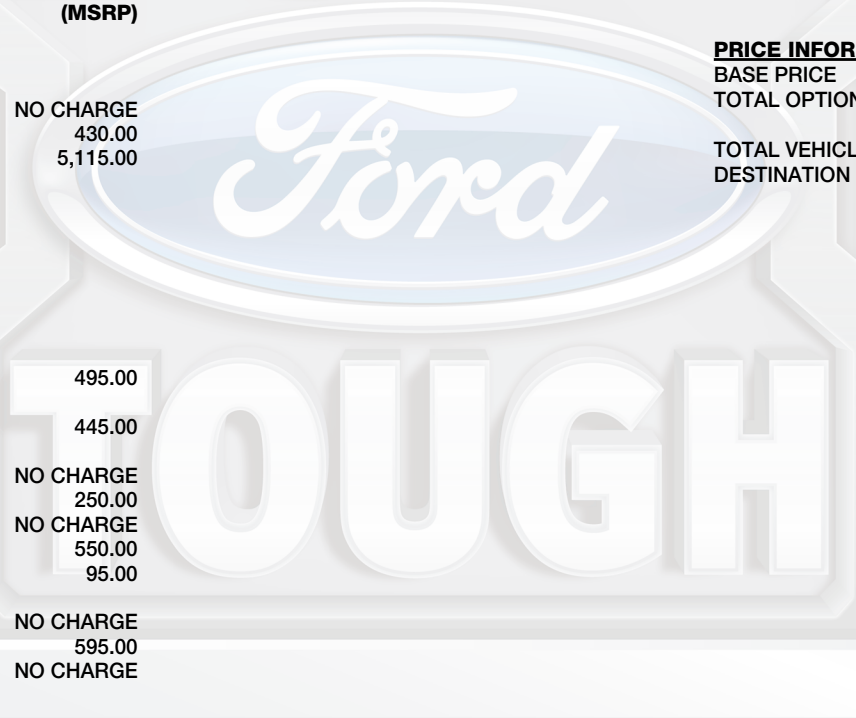 (MSRP)
PRICE INFOR
BASE PRICE
TOTAL OPTION
NO CHARGE
430.00
5,115.00
TOTAL VEHICL
DESTINATION
Ford
TOUGH
495.00
445.00
NO CHARGE
250.00
NO CHARGE
550.00
95.00
NO CHARGE
595.00
NO CHARGE